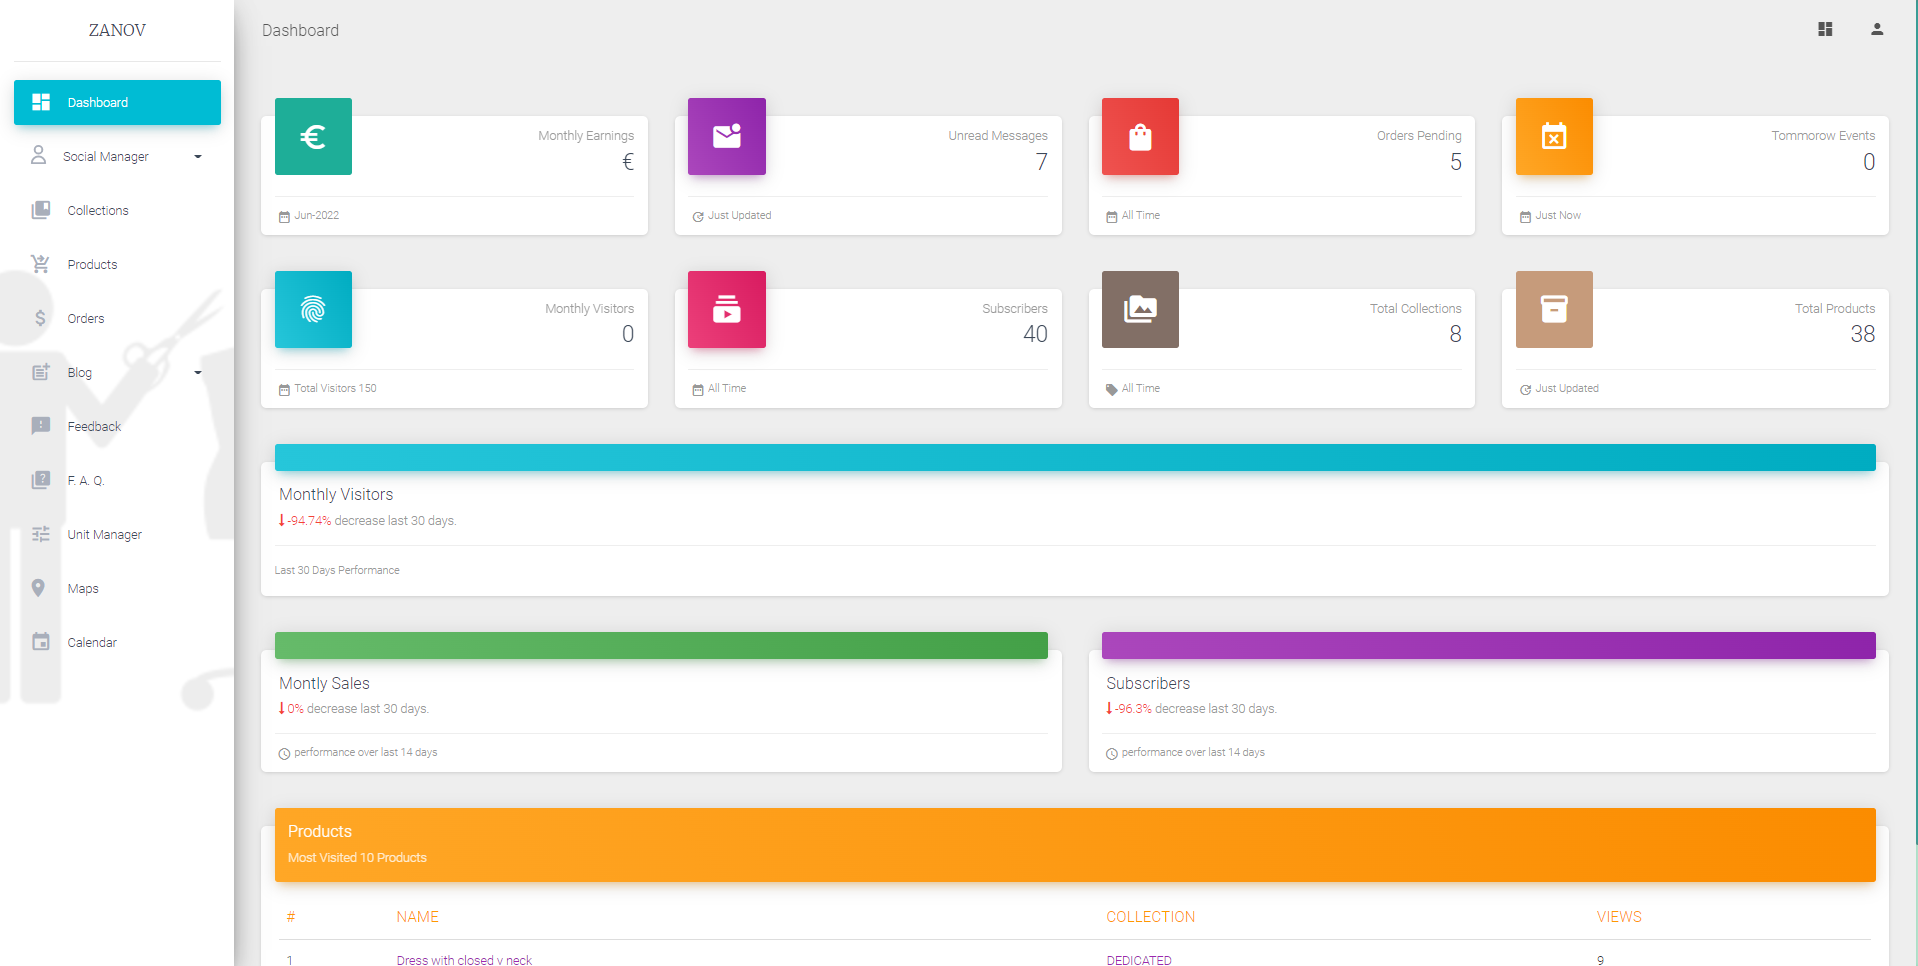 ZANOV
Dashboard
Dashboard
Social Manager
Collections
Products
Orders
Blog
Feedback
F. A. Q.
Unit Manager
Maps
Calendar
Monthly Earnings
€
Jun-2022
Unread Messages
7
Just Updated
Orders Pending
5
All Time
Tommorow Events
0
Just Now
Monthly Visitors
0
Total Visitors 150
Subscribers
40
All Time
Total Collections
8
All Time
Total Products
38
Just Updated
Monthly Visitors
-94.74% decrease last 30 days.
Last 30 Days Performance
Montly Sales
0% decrease last 30 days.
performance over last 14 days
Subscribers
-96.3% decrease last 30 days.
performance over last 14 days
Products
Most Visited 10 Products
# NAME COLLECTION VIEWS
1 Dress with closed v neck DEDICATED 9